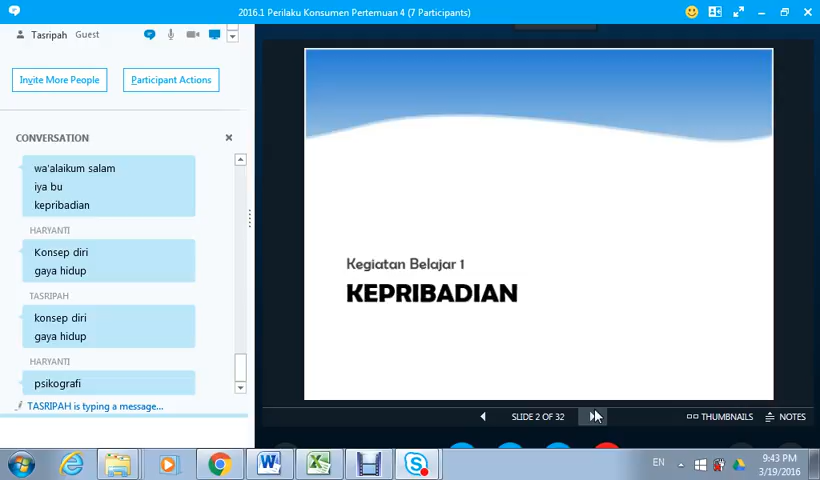 2016.1 Perilaku Konsumen Pertemuan 4 (7 Participants)
Tasripah Guest
Invite More People
Participant Actions
CONVERSATION
wa'alaikum salam
iya bu
kepribadian
HARYANTI
Konsep diri
gaya hidup
TASRIPAH
konsep diri
gaya hidup
HARYANTI
psikografi
TASRIPAH is typing a message...
Kegiatan Belajar 1
KEPRIBADIAN
SLIDE 2 OF 32
THUMBNAILS
NOTES
EN
9:43 PM
3/19/2016